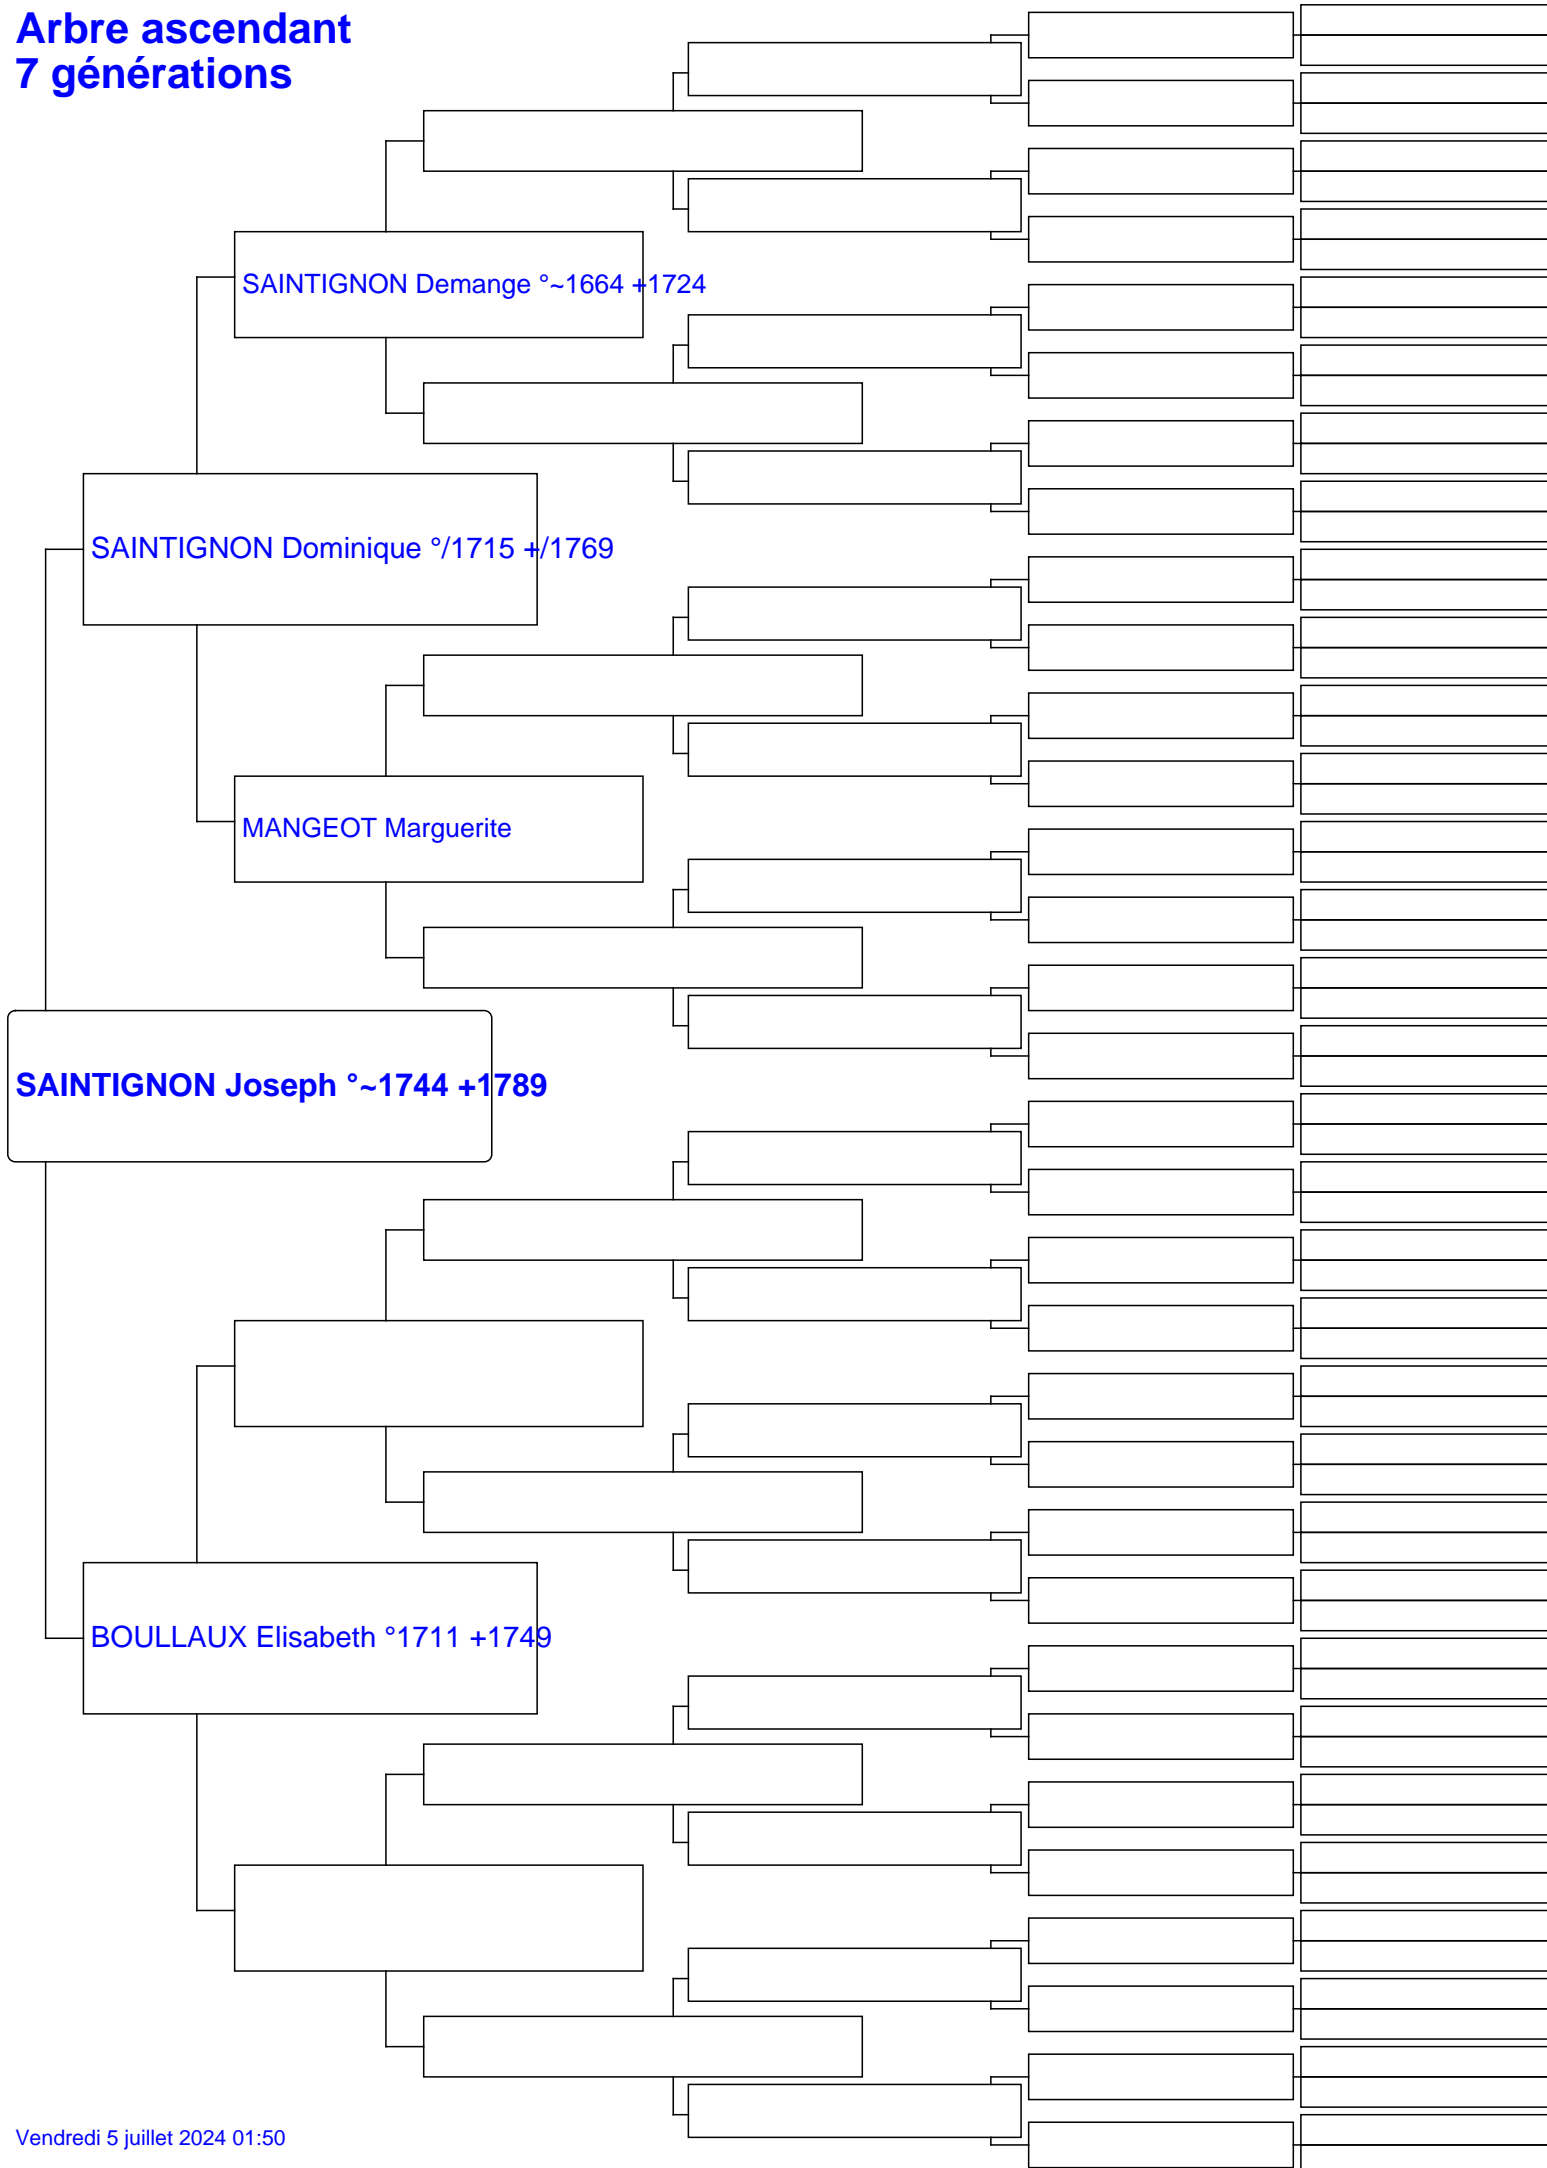 Arbre ascendant
7 générations
SAINTIGNON Demange °~1664 +1724
SAINTIGNON Dominique °/1715 +/1769
MANGEOT Marguerite
SAINTIGNON Joseph °~1744 +1789
BOULLAUX Elisabeth °1711 +1749
Vendredi 5 juillet 2024 01:50